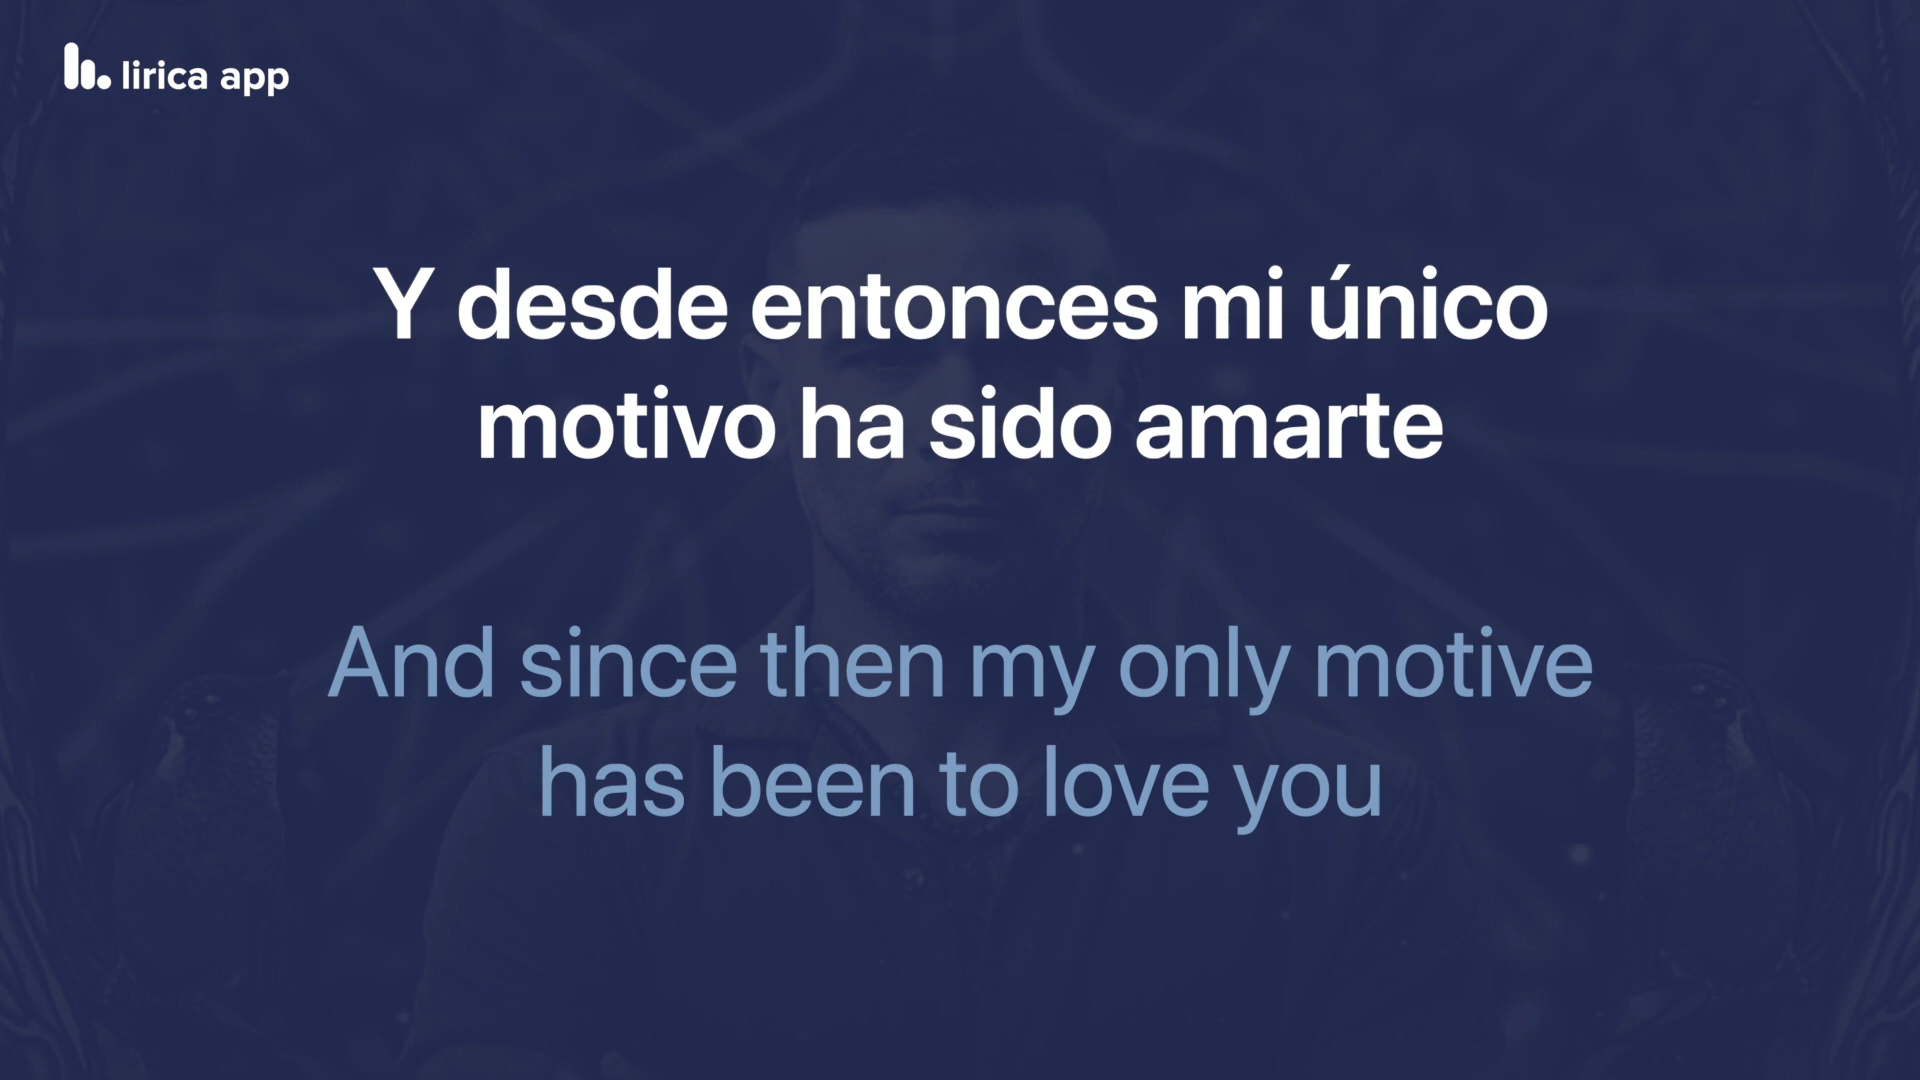 lirica app
Y desde entonces mi único
motivo ha sido amarte
And since then my only motive
has been to love you